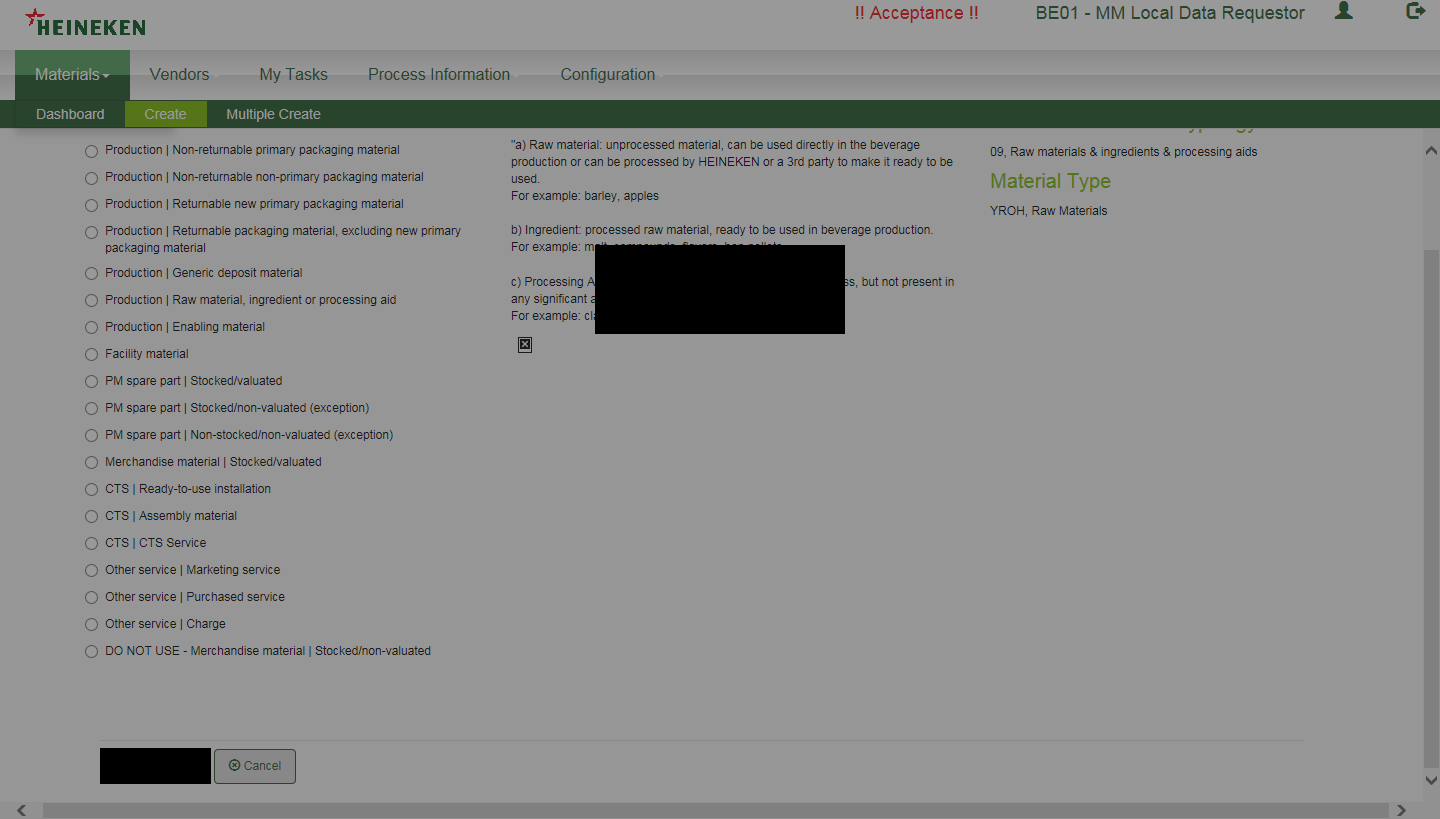 HEINEKEN
!! Acceptance !!
BE01 - MM Local Data Requestor
Materials
Vendors
My Tasks
Process Information
Configuration
Dashboard
Create
Multiple Create
Production | Non-returnable primary packaging material
Production | Non-returnable non-primary packaging material
Production | Returnable new primary packaging material
Production | Returnable packaging material, excluding new primary
packaging material
Production | Generic deposit material
Production | Raw material, ingredient or processing aid
Production | Enabling material
Facility material
PM spare part | Stocked/valuated
PM spare part | Stocked/non-valuated (exception)
PM spare part | Non-stocked/non-valuated (exception)
Merchandise material | Stocked/valuated
CTS | Ready-to-use installation
CTS | Assembly material
CTS | CTS Service
Other service | Marketing service
Other service | Purchased service
Other service | Charge
DO NOT USE - Merchandise material | Stocked/non-valuated
"a) Raw material: unprocessed material, can be used directly in the beverage
production or can be processed by HEINEKEN or a 3rd party to make it ready to be
used.
For example: barley, apples
b) Ingredient: processed raw material, ready to be used in beverage production.
For example: malt, compounds, flavors, hop pellets
c) Processing but not present in
any significant
For example:
09, Raw materials & ingredients & processing aids
Material Type
YROH, Raw Materials
Cancel